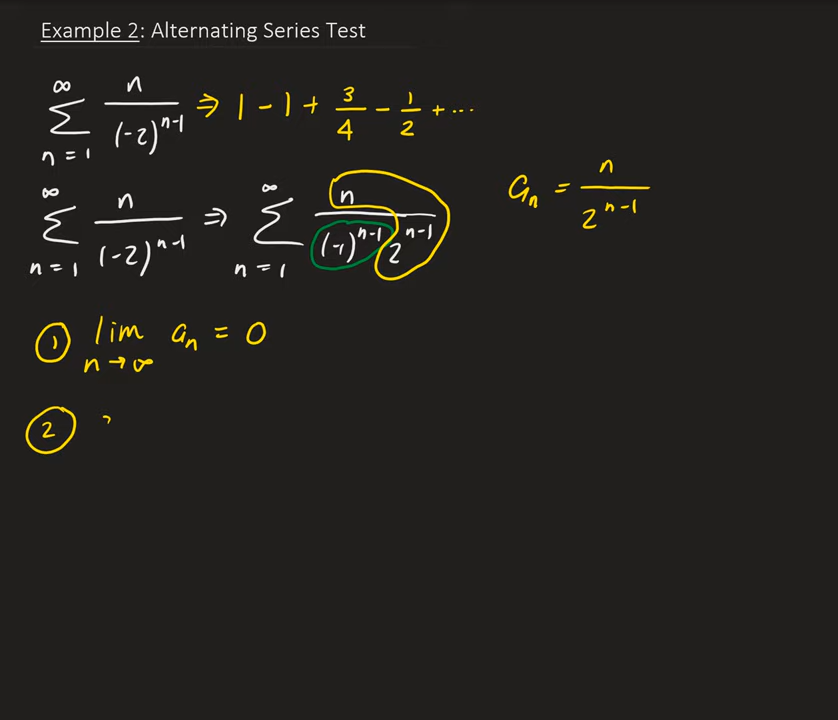 Example 2: Alternating Series Test
∞ Σ n=1 n/(-2)^(n-1) ⇒ 1 - 1 + 3/4 - 1/2 + ...
∞ Σ n=1 n/(-2)^(n-1) ⇒ ∞ Σ n=1 n/((-1)^(n-1) 2^(n-1)) a_n = n/2^(n-1)
① lim n→∞ a_n = 0
②